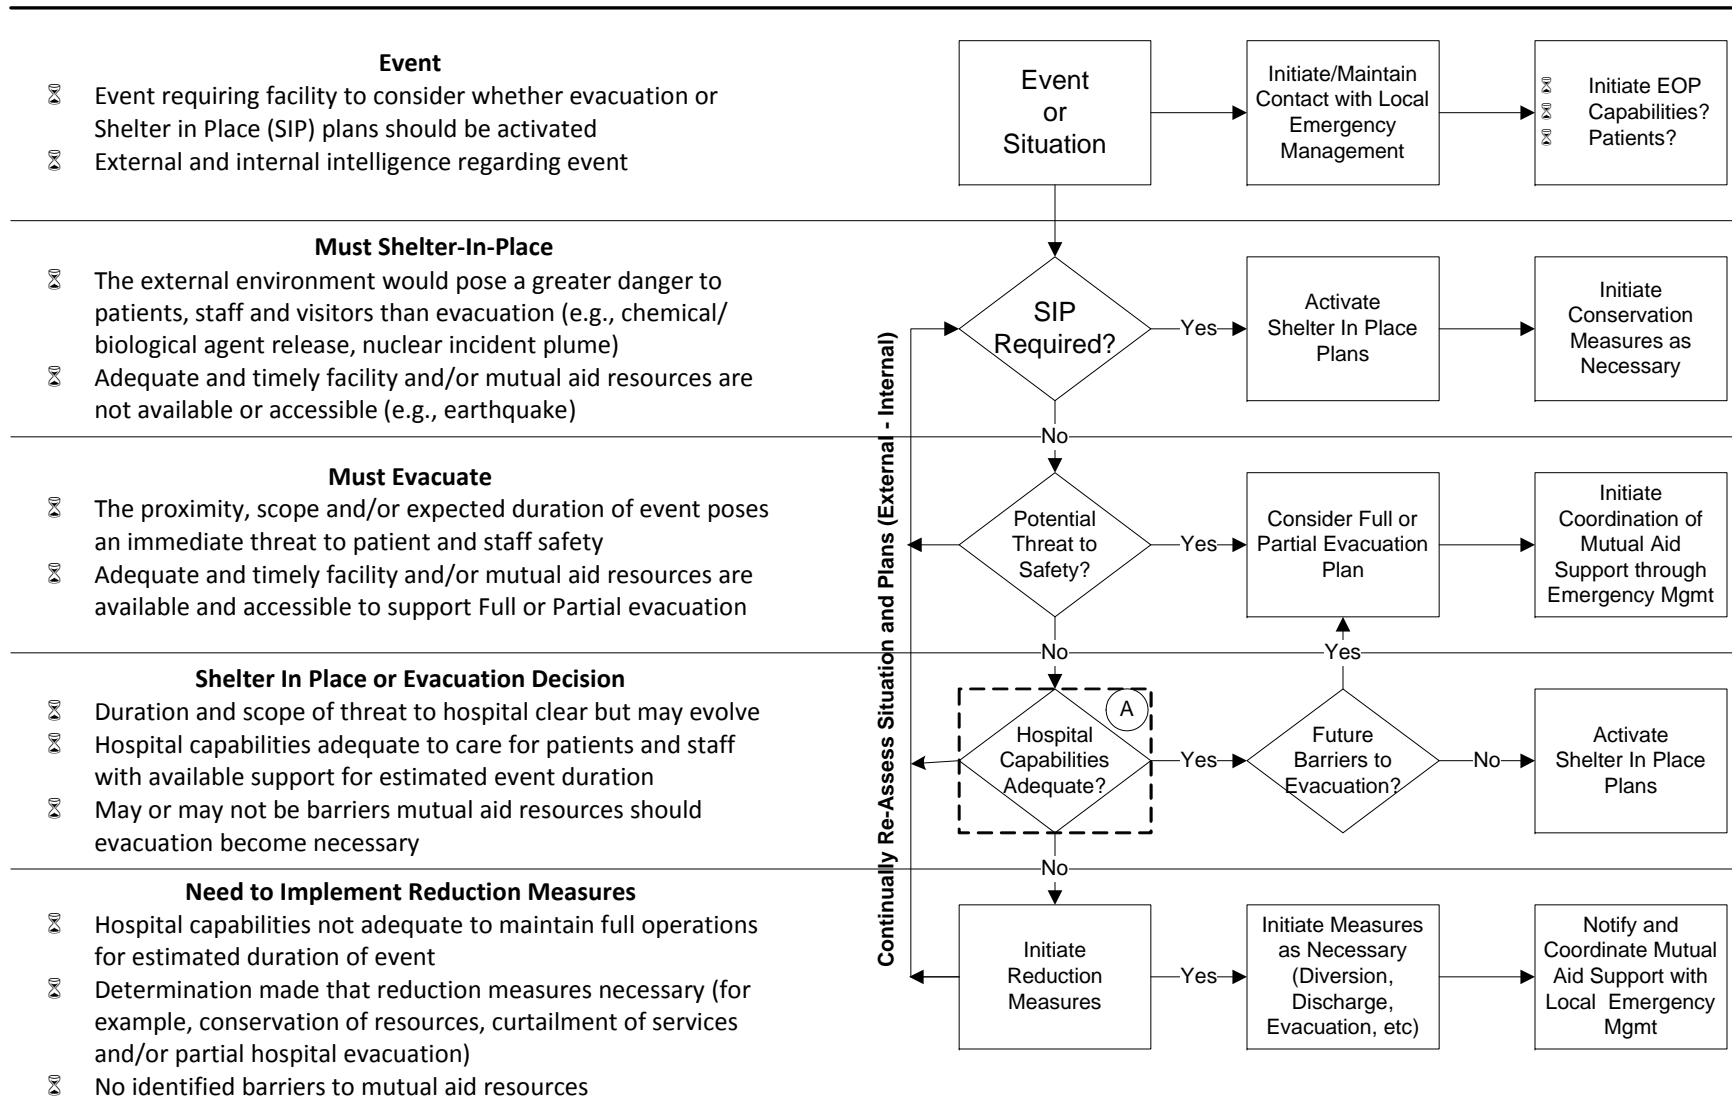 Event
Event requiring facility to consider whether evacuation or
Shelter in Place (SIP) plans should be activated
External and internal intelligence regarding event
Event
or
Situation
Initiate/Maintain
Contact with Local
Emergency
Management
Initiate EOP
Capabilities?
Patients?
Must Shelter-In-Place
The external environment would pose a greater danger to
patients, staff and visitors than evacuation (e.g., chemical/
biological agent release, nuclear incident plume)
Adequate and timely facility and/or mutual aid resources are
not available or accessible (e.g., earthquake)
Continually Re-Assess Situation and Plans (External - Internal)
SIP
Required?
Yes
Activate
Shelter In Place
Plans
Initiate
Conservation
Measures as
Necessary
No
Must Evacuate
The proximity, scope and/or expected duration of event poses
an immediate threat to patient and staff safety
Adequate and timely facility and/or mutual aid resources are
available and accessible to support Full or Partial evacuation
Potential
Threat to
Safety?
Yes
Consider Full or
Partial Evacuation
Plan
Initiate
Coordination of
Mutual Aid
Support through
Emergency Mgmt
No
Yes
Shelter In Place or Evacuation Decision
Duration and scope of threat to hospital clear but may evolve
Hospital capabilities adequate to care for patients and staff
with available support for estimated event duration
May or may not be barriers mutual aid resources should
evacuation become necessary
A
Hospital
Capabilities
Adequate?
Yes
Future
Barriers to
Evacuation?
No
Activate
Shelter In Place
Plans
No
Need to Implement Reduction Measures
Hospital capabilities not adequate to maintain full operations
for estimated duration of event
Determination made that reduction measures necessary (for
example, conservation of resources, curtailment of services
and/or partial hospital evacuation)
No identified barriers to mutual aid resources
Initiate
Reduction
Measures
Yes
Initiate Measures
as Necessary
(Diversion,
Discharge,
Evacuation, etc)
Notify and
Coordinate Mutual
Aid Support with
Local Emergency
Mgmt